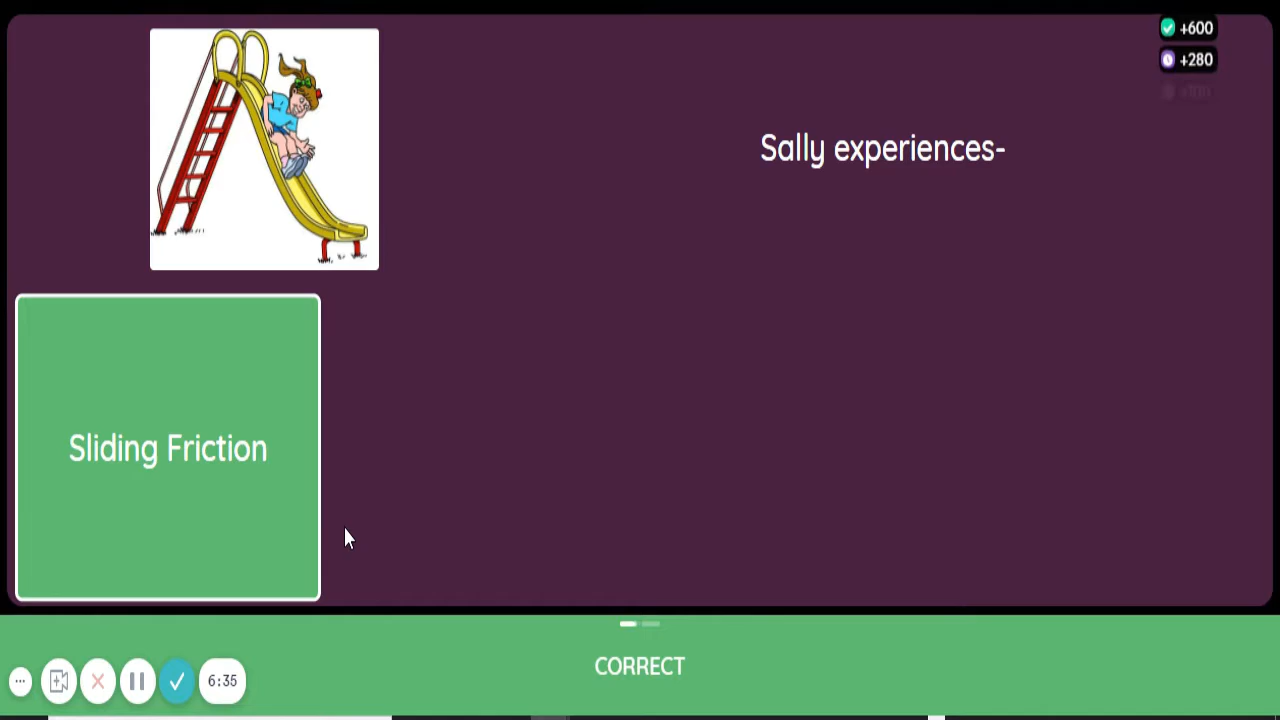 +600
+280
Sally experiences-
Sliding Friction
CORRECT
6:35